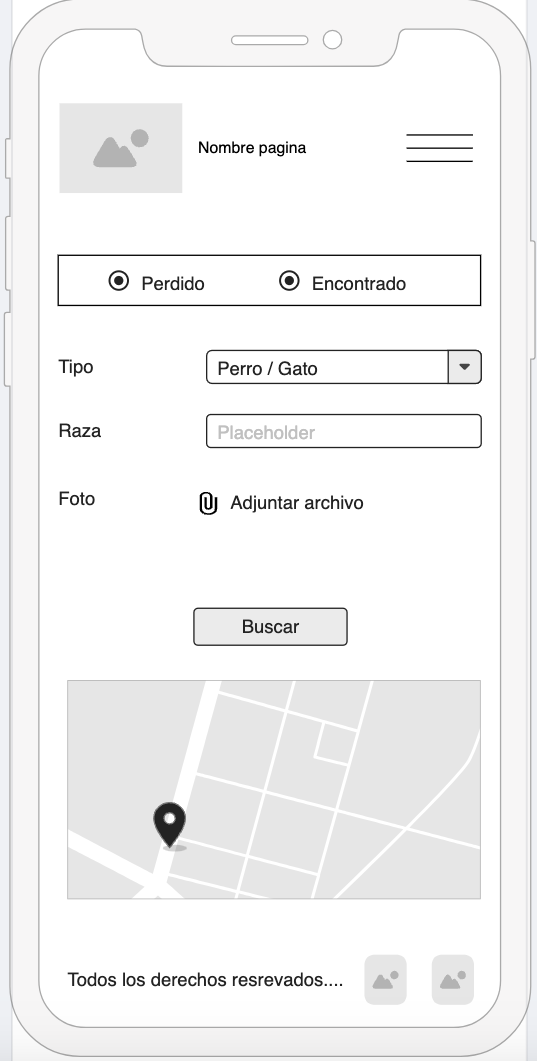 Nombre pagina
Perdido Encontrado
Tipo Perro / Gato
Raza Placeholder
Foto Adjuntar archivo
Buscar
Todos los derechos resrevados....